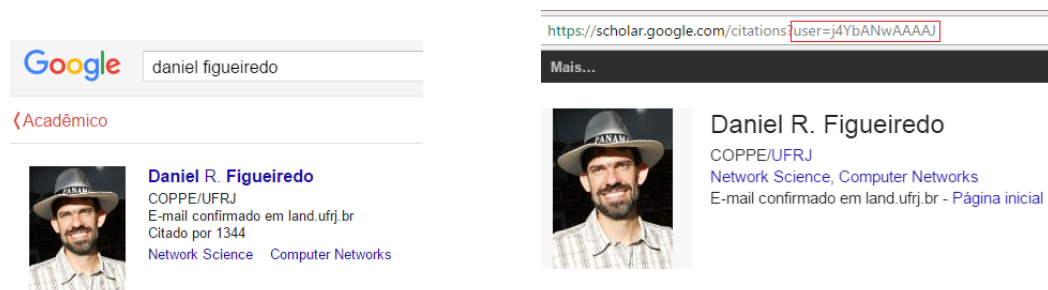 Google
daniel figueiredo
Acadêmico
Daniel R. Figueiredo
COPPE/UFRJ
E-mail confirmado em land.ufrj.br
Citado por 1344
Network Science Computer Networks
PANAMA
https://scholar.google.com/citations?user=j4YbANwAAAAJ
Mais...
Daniel R. Figueiredo
COPPE/UFRJ
Network Science, Computer Networks
E-mail confirmado em land.ufrj.br - Página inicial
PANAMA